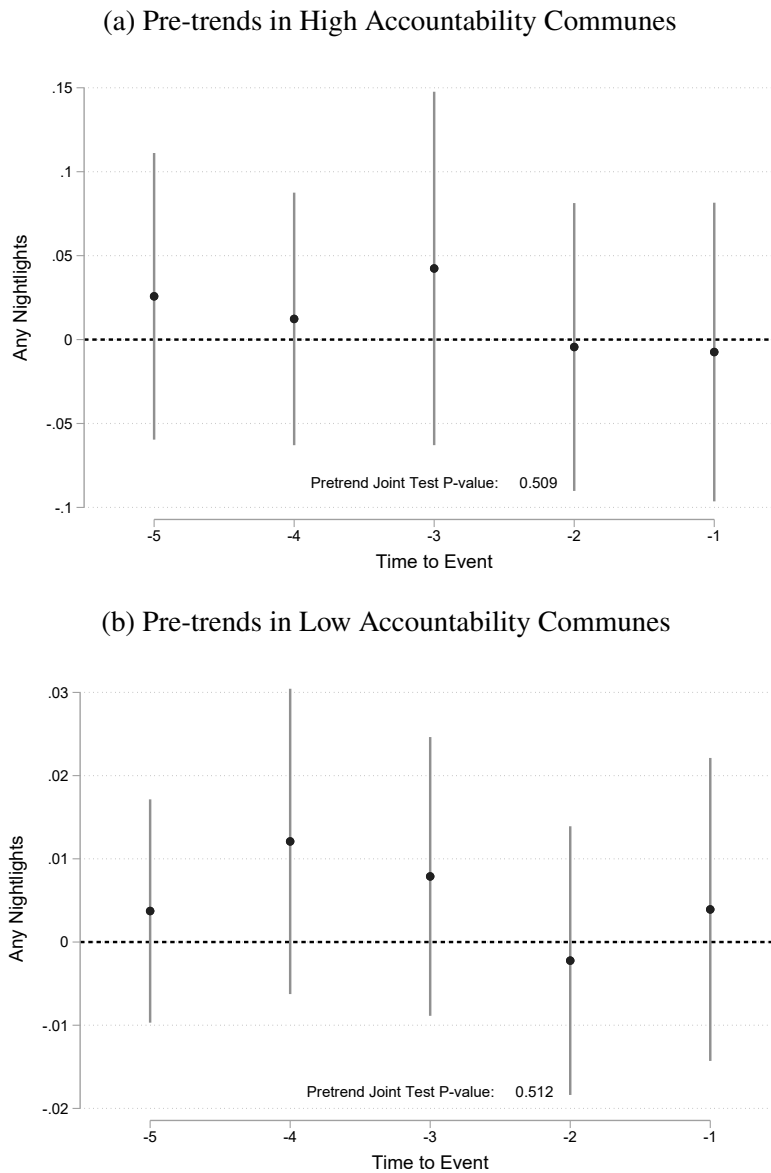 (a) Pre-trends in High Accountability Communes
.15
.1
.05
0
-.05
-.1
Any Nightlights
Pretrend Joint Test P-value: 0.509
-5 -4 -3 -2 -1
Time to Event
(b) Pre-trends in Low Accountability Communes
.03
.02
.01
0
-.01
-.02
Any Nightlights
Pretrend Joint Test P-value: 0.512
-5 -4 -3 -2 -1
Time to Event